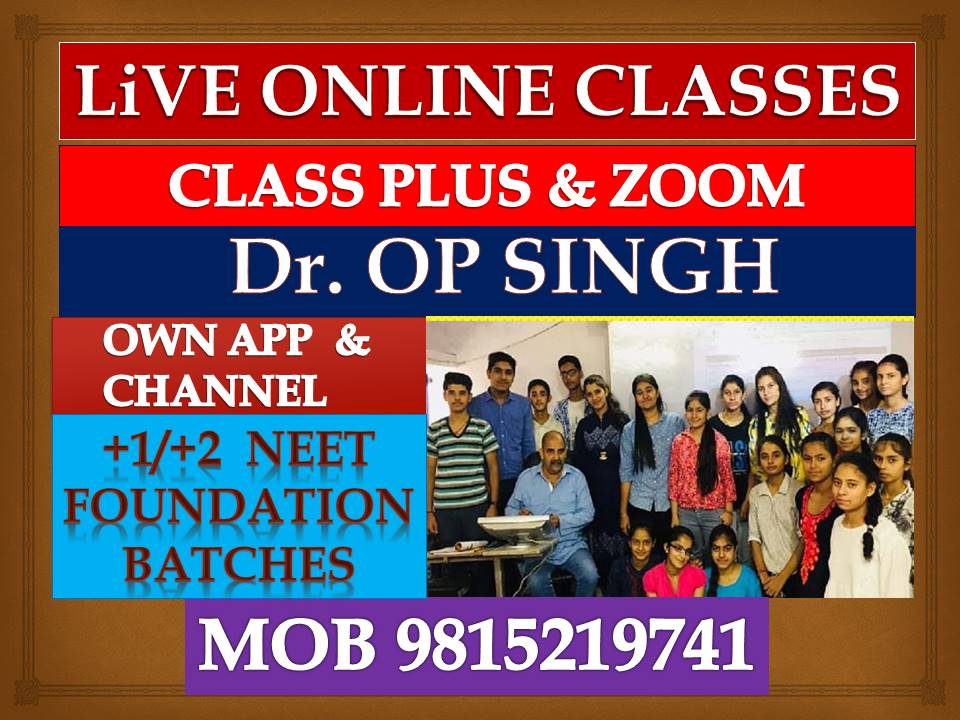 LiVE ONLINE CLASSES
CLASS PLUS & ZOOM
Dr. OP SINGH
OWN APP &
CHANNEL
+1/+2 NEET
FOUNDATION
BATCHES
MOB 9815219741